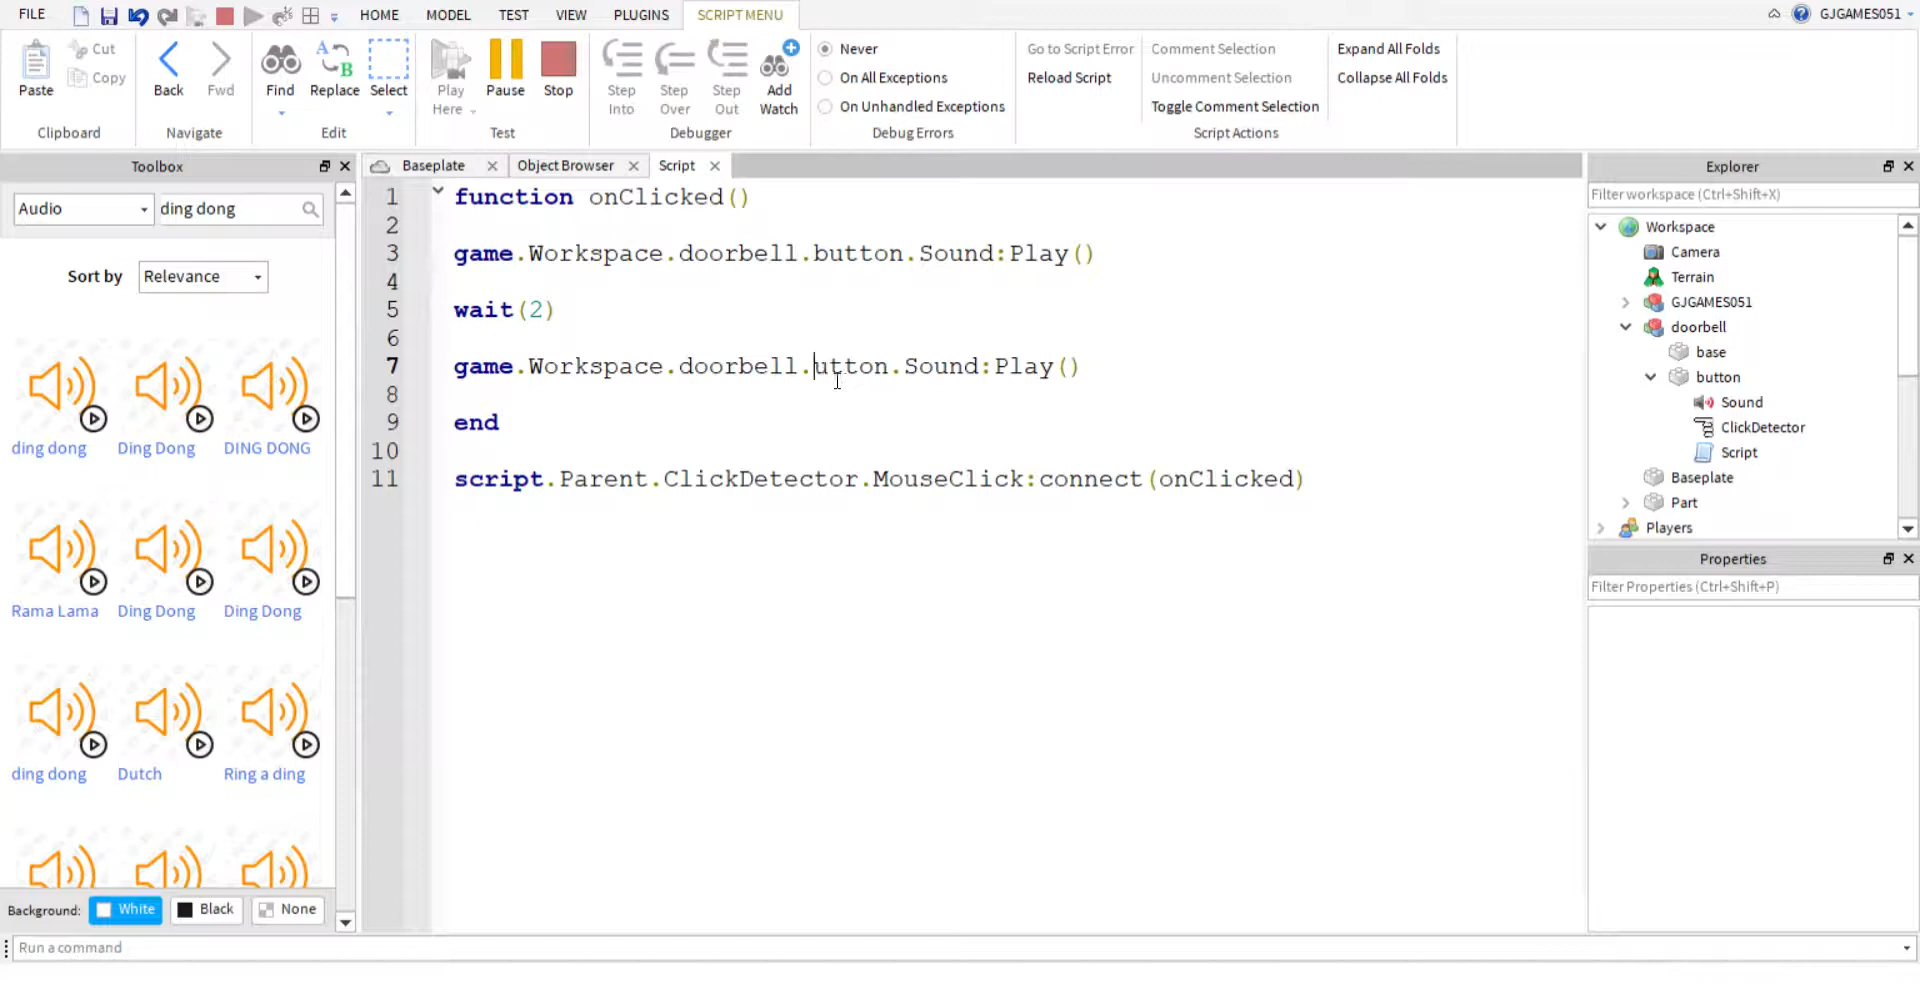 FILE HOME MODEL TEST VIEW PLUGINS SCRIPT MENU GJGAMES051
Paste Cut Copy
Clipboard
Back Fwd
Navigate
Find Replace Select
Edit
Play Here Pause Stop
Test
Step Into Step Over Step Out Add Watch
Debugger
Never
On All Exceptions
On Unhandled Exceptions
Debug Errors
Go to Script Error
Reload Script
Comment Selection
Uncomment Selection
Toggle Comment Selection
Script Actions
Expand All Folds
Collapse All Folds
Toolbox
Audio ding dong
Sort by Relevance
ding dong Ding Dong DING DONG
Rama Lama Ding Dong Ding Dong
ding dong Dutch Ring a ding
Background: White Black None
Baseplate Object Browser Script
1 function onClicked()
2
3 game.Workspace.doorbell.button.Sound:Play()
4
5 wait(2)
6
7 game.Workspace.doorbell.utton.Sound:Play()
8
9 end
10
11 script.Parent.ClickDetector.MouseClick:connect(onClicked)
Explorer
Filter workspace (Ctrl+Shift+X)
Workspace
Camera
Terrain
GJGAMES051
doorbell
base
button
Sound
ClickDetector
Script
Baseplate
Part
Players
Properties
Filter Properties (Ctrl+Shift+P)
Run a command